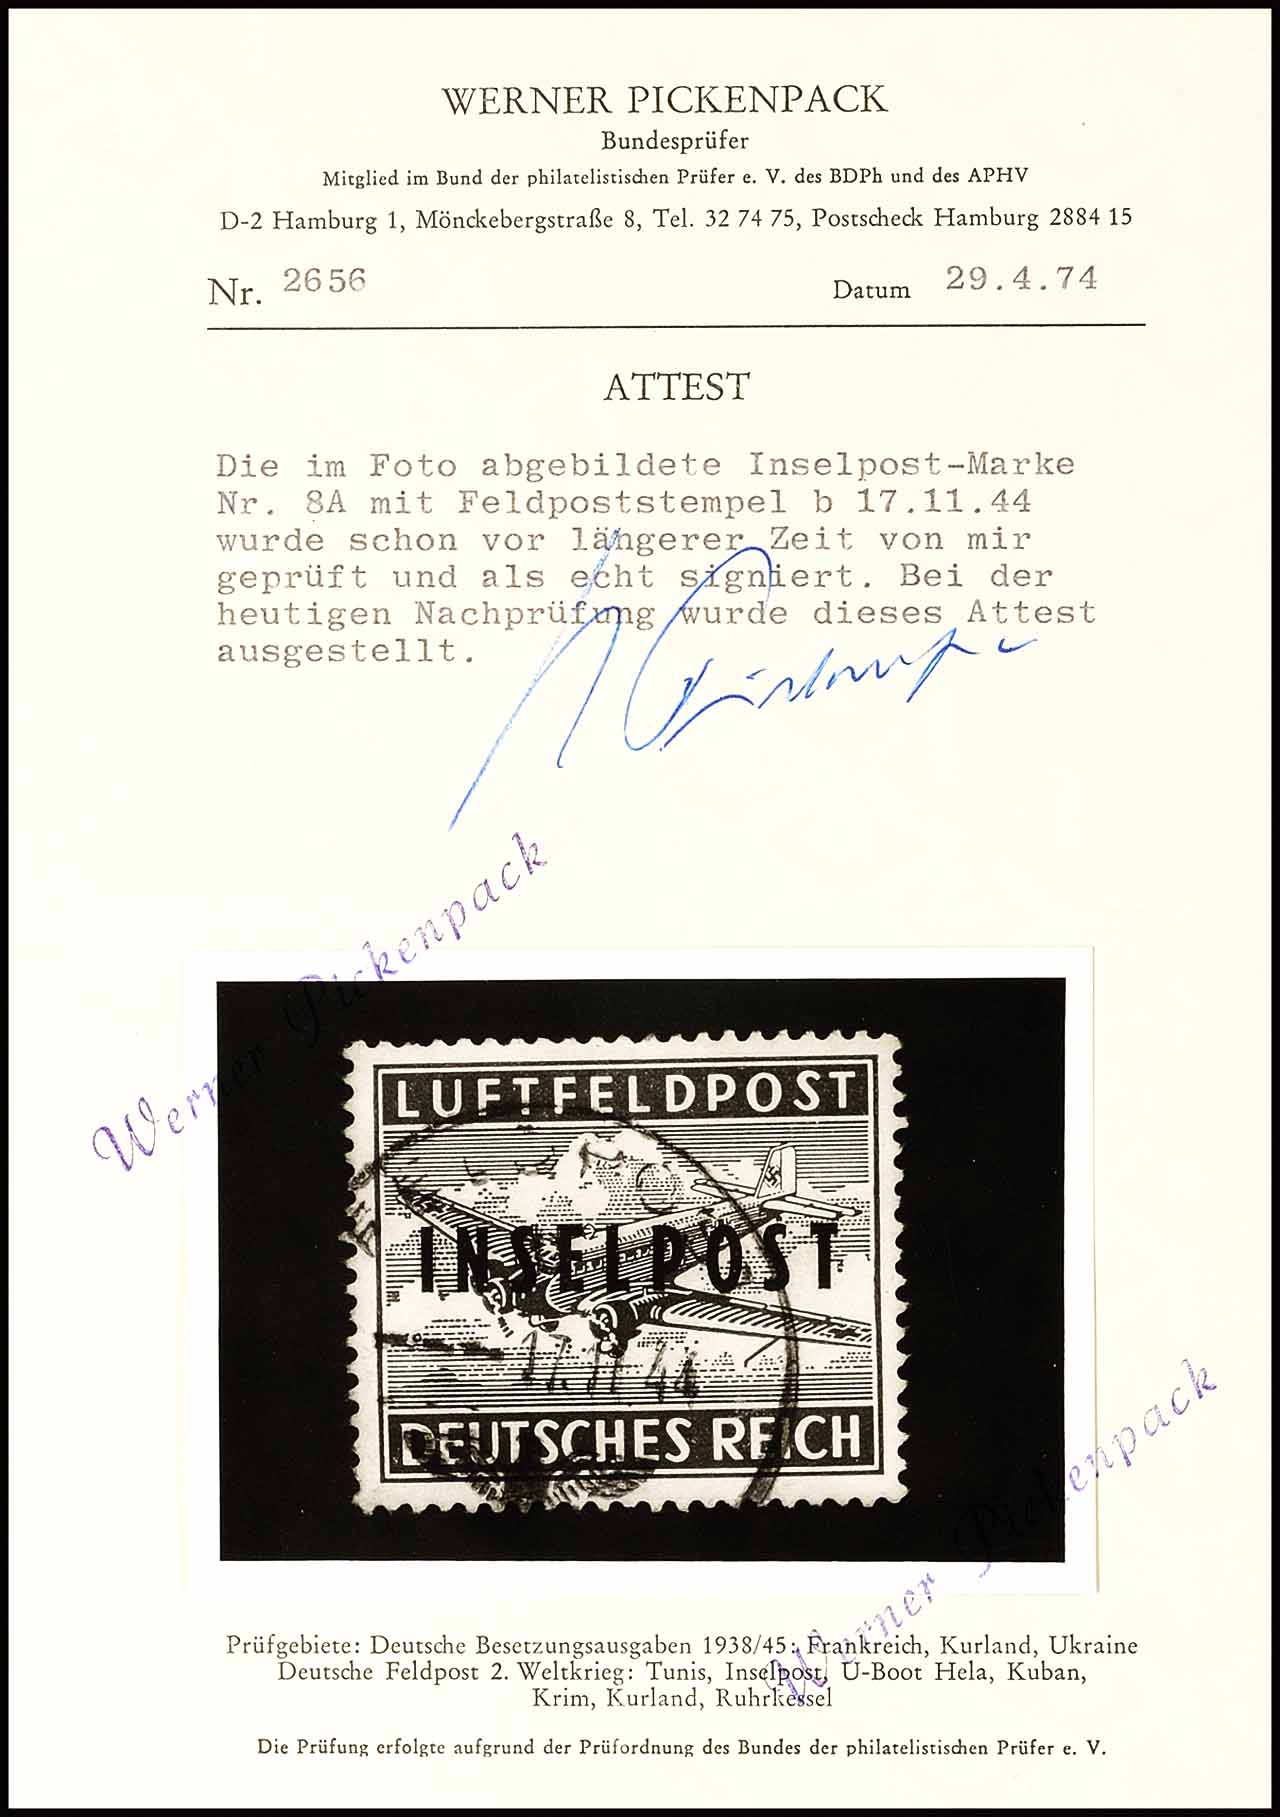 WERNER PICKENPACK
Bundesprüfer
Mitglied im Bund der philatelistischen Prüfer e. V. des BDPh und des APHV
D-2 Hamburg 1, Mönckebergstraße 8, Tel. 32 74 75, Postscheck Hamburg 2884 15
Nr. 2656 Datum 29.4.74
ATTEST
Die im Foto abgebildete Inselpost-Marke
Nr. 8A mit Feldpoststempel b 17.11.44
wurde schon vor längerer Zeit von mir
geprüft und als echt signiert. Bei der
heutigen Nachprüfung wurde dieses Attest
ausgestellt.
Werner Pickenpack
LUFTFELDPOST
INSELPOST
17.11.44
DEUTSCHES REICH
Werner Pickenpack
Prüfgebiete: Deutsche Besetzungsausgaben 1938/45: Frankreich, Kurland, Ukraine
Deutsche Feldpost 2. Weltkrieg: Tunis, Inselpost, U-Boot Hela, Kuban,
Krim, Kurland, Ruhrkessel
Die Prüfung erfolgte aufgrund der Prüfordnung des Bundes der philatelistischen Prüfer e. V.